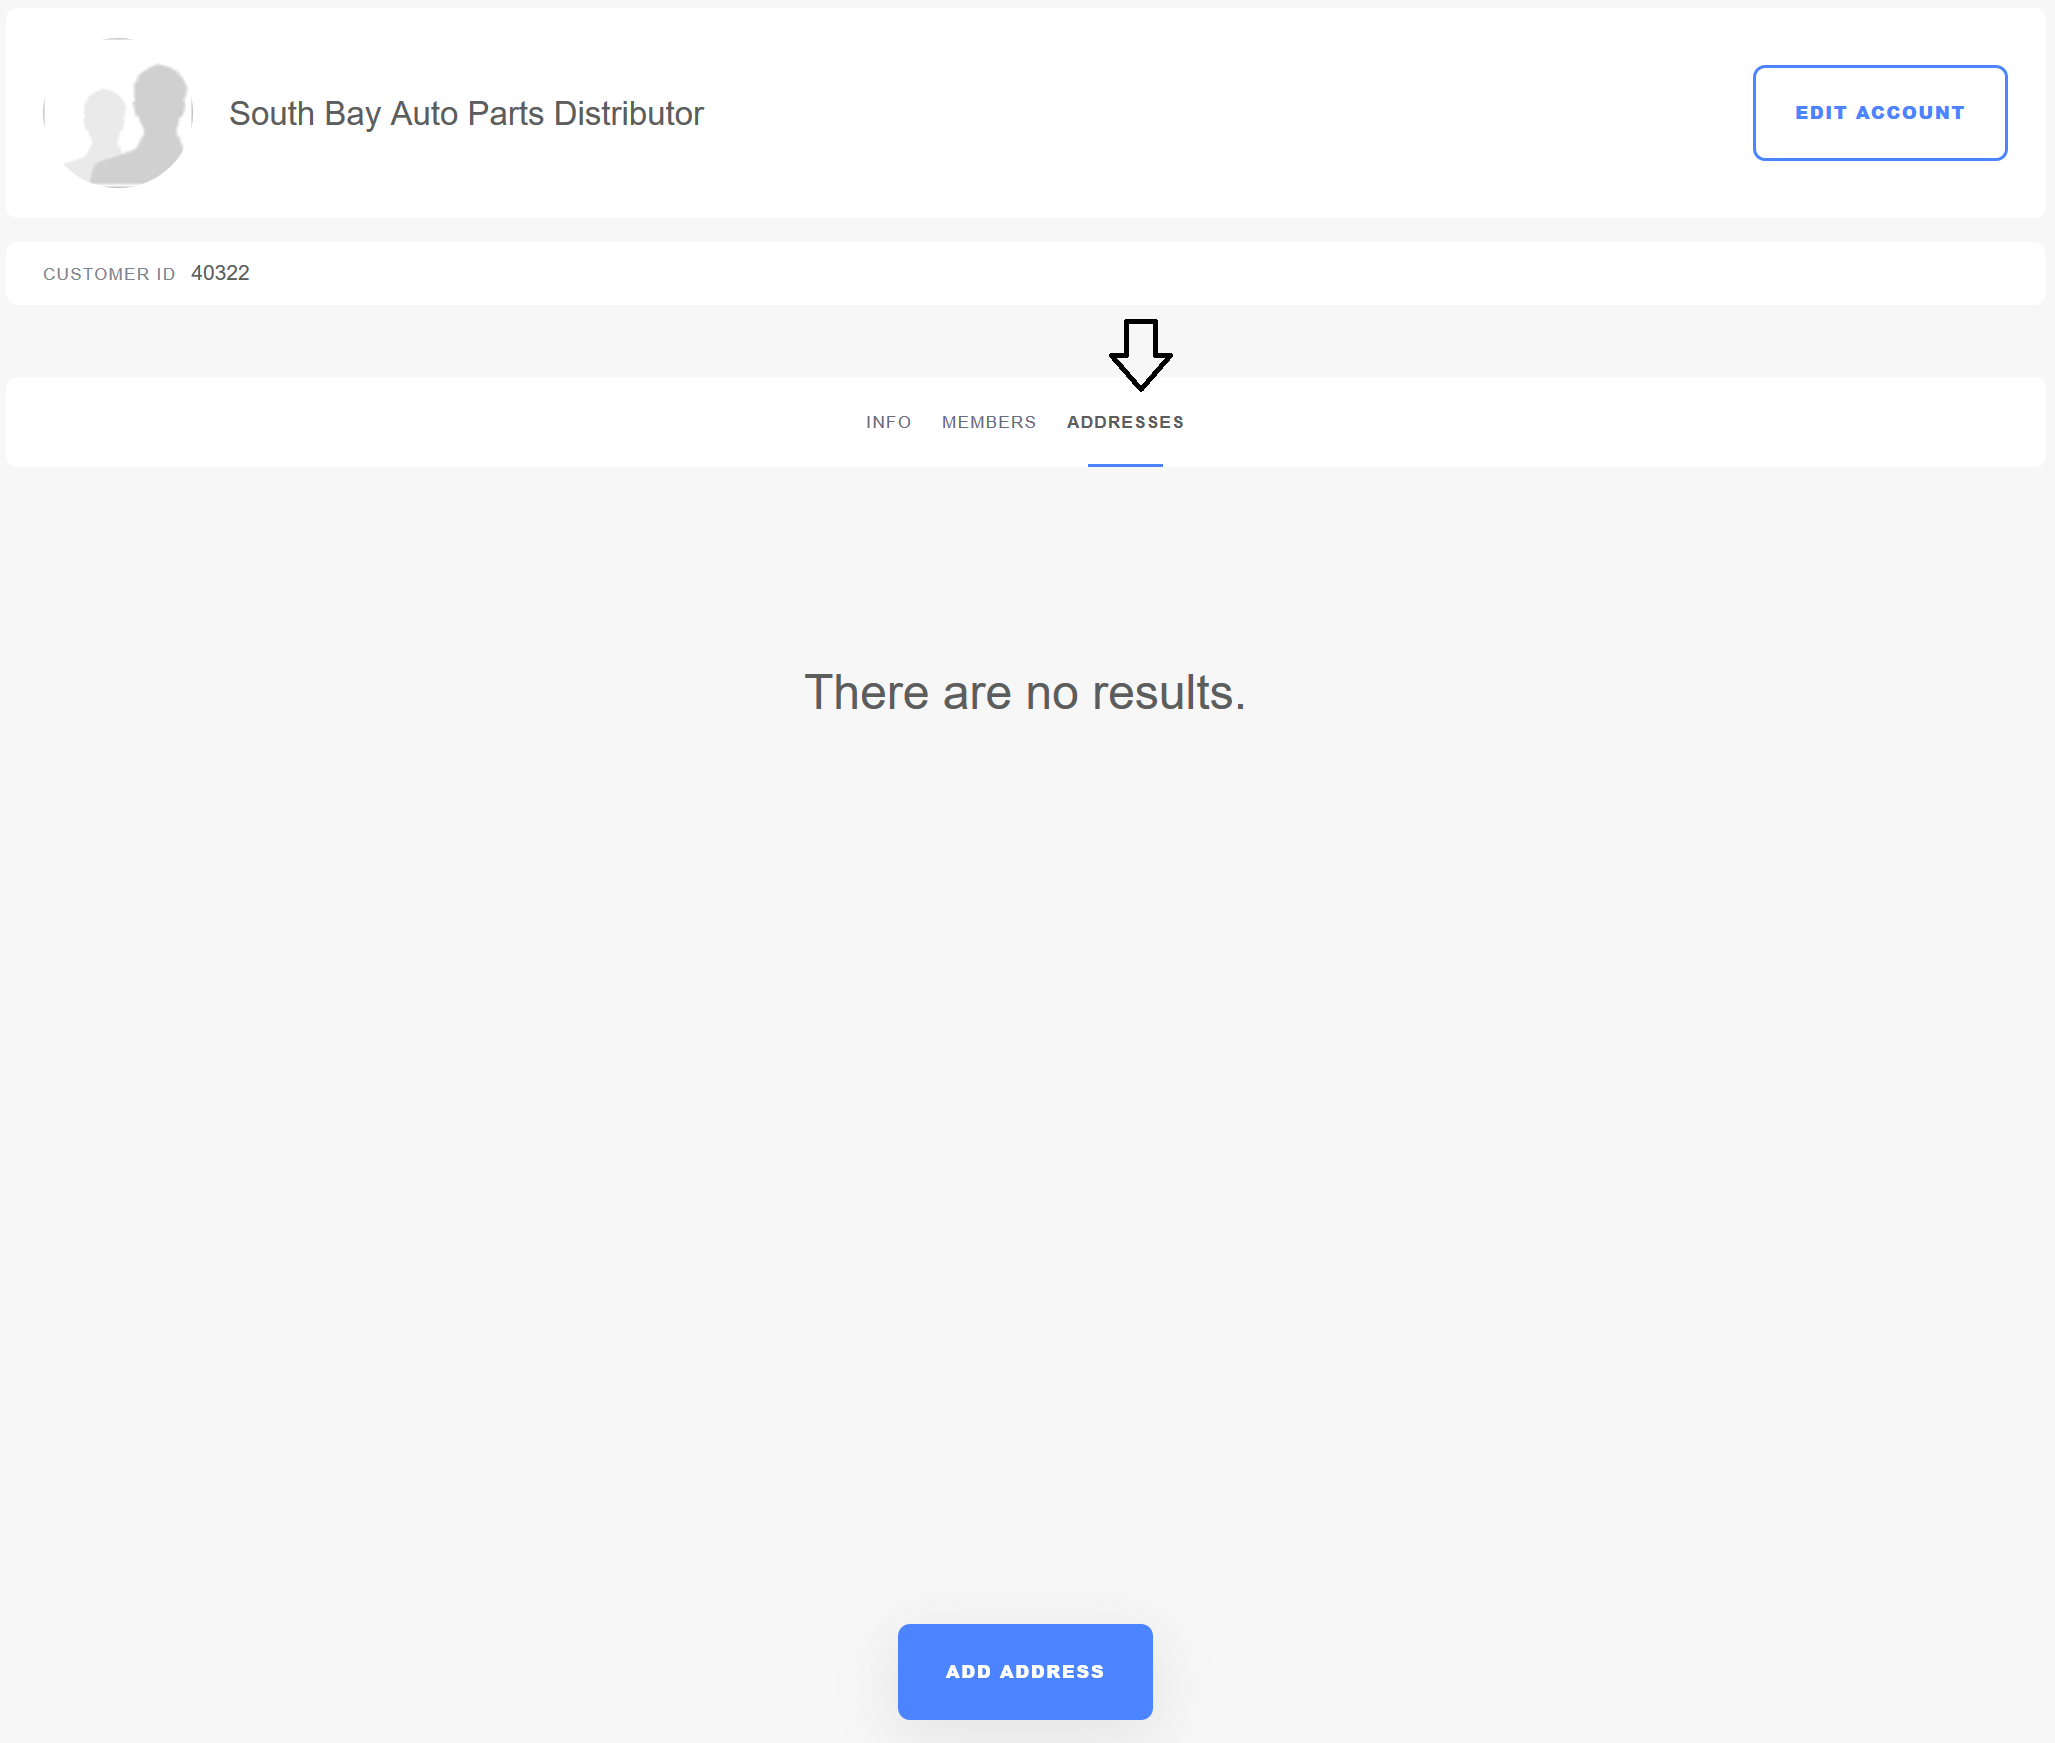 South Bay Auto Parts Distributor
EDIT ACCOUNT
CUSTOMER ID 40322
INFO MEMBERS ADDRESSES
There are no results.
ADD ADDRESS